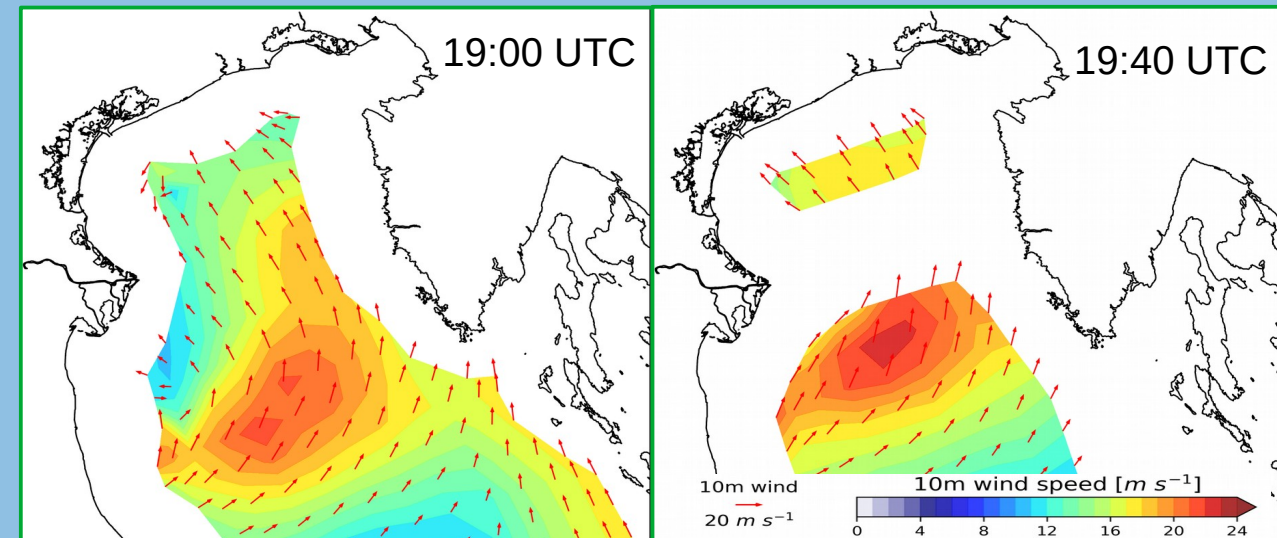 19:00 UTC
19:40 UTC
10m wind
20 m s⁻¹
10m wind speed [m s⁻¹]
0 4 8 12 16 20 24